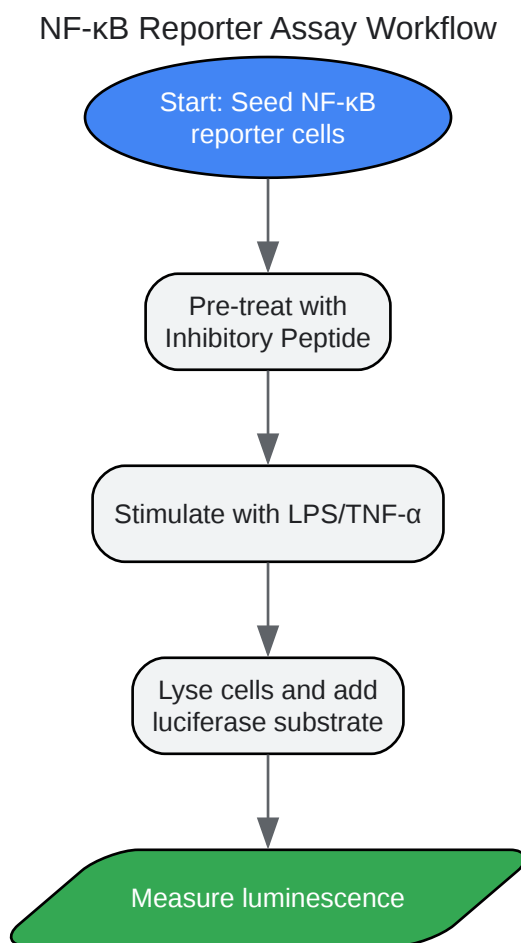 NF-κB Reporter Assay Workflow
Start: Seed NF-κB
reporter cells
Pre-treat with
Inhibitory Peptide
Stimulate with LPS/TNF-α
Lyse cells and add
luciferase substrate
Measure luminescence